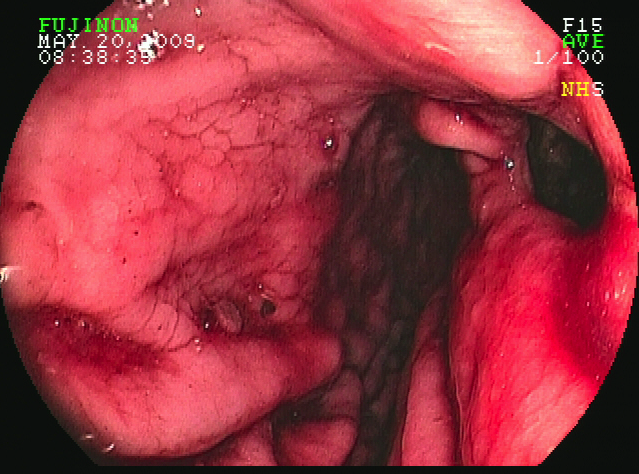 FUJINON
MAY. 20, 2009
08:38:39
F15
AVE
1/100
NHS